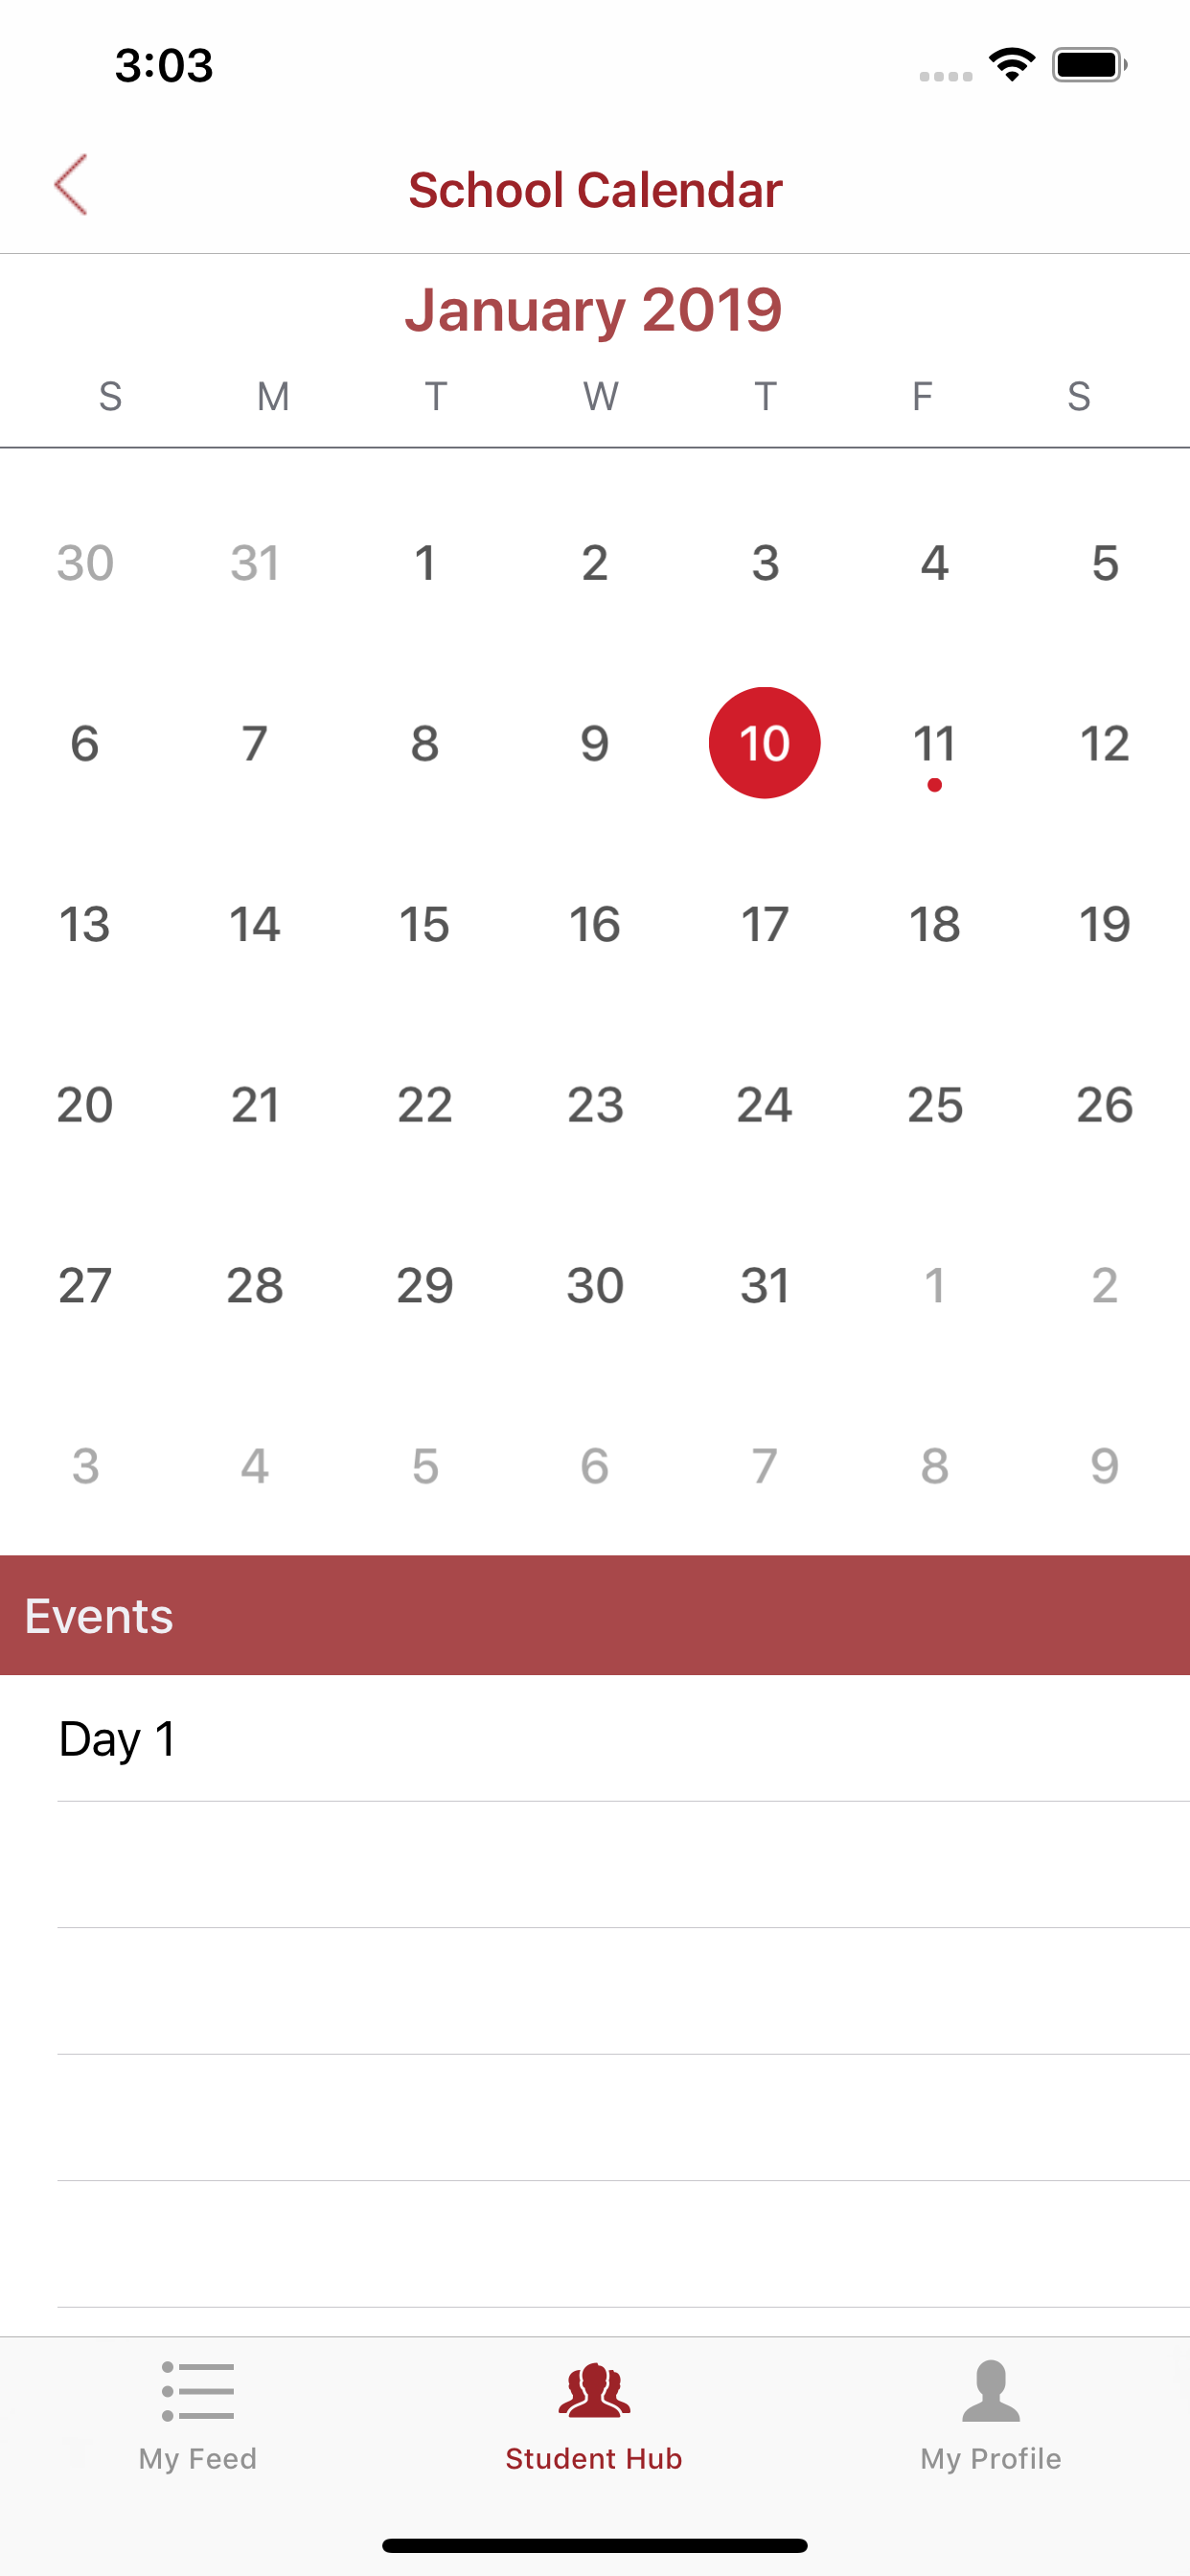 3:03
School Calendar
January 2019
S M T W T F S
30 31 1 2 3 4 5
6 7 8 9 10 11 12
13 14 15 16 17 18 19
20 21 22 23 24 25 26
27 28 29 30 31 1 2
3 4 5 6 7 8 9
Events
Day 1
My Feed Student Hub My Profile